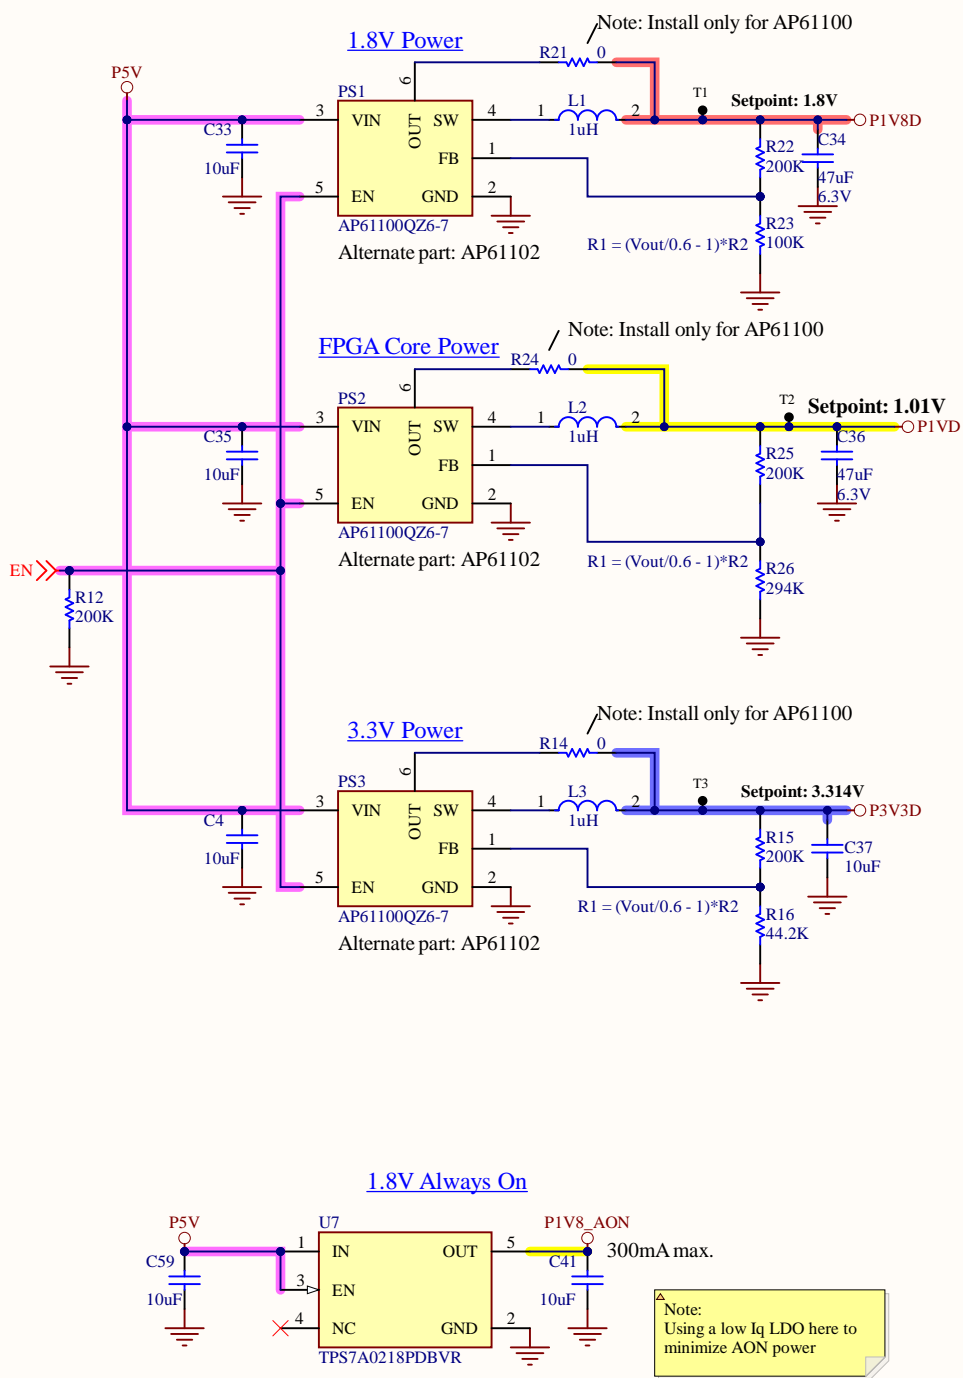 Note: Install only for AP61100
1.8V Power
R21 0
P5V
6
PS1
T1
Setpoint: 1.8V
L1
3 VIN OUT SW 4 1 2
1uH
P1V8D
C33
10uF
FB 1
R22
200K
C34
47uF
6.3V
5 EN GND 2
AP61100QZ6-7
R23
100K
R1 = (Vout/0.6 - 1)*R2
Alternate part: AP61102
Note: Install only for AP61100
FPGA Core Power
R24 0
6
PS2
T2
Setpoint: 1.01V
L2
3 VIN OUT SW 4 1 2
1uH
P1VD
C35
10uF
FB 1
R25
200K
C36
47uF
6.3V
5 EN GND 2
AP61100QZ6-7
Alternate part: AP61102
R1 = (Vout/0.6 - 1)*R2
R26
294K
EN
R12
200K
Note: Install only for AP61100
3.3V Power
R14 0
6
PS3
T3
Setpoint: 3.314V
L3
3 VIN OUT SW 4 1 2
1uH
P3V3D
C4
10uF
FB 1
R15
200K
C37
10uF
5 EN GND 2
R1 = (Vout/0.6 - 1)*R2
AP61100QZ6-7
R16
44.2K
Alternate part: AP61102
1.8V Always On
P5V
U7
P1V8_AON
1 IN OUT 5
300mA max.
C59
10uF
C41
10uF
3 EN
4 NC GND 2
TPS7A0218PDBVR
Note:
Using a low Iq LDO here to
minimize AON power